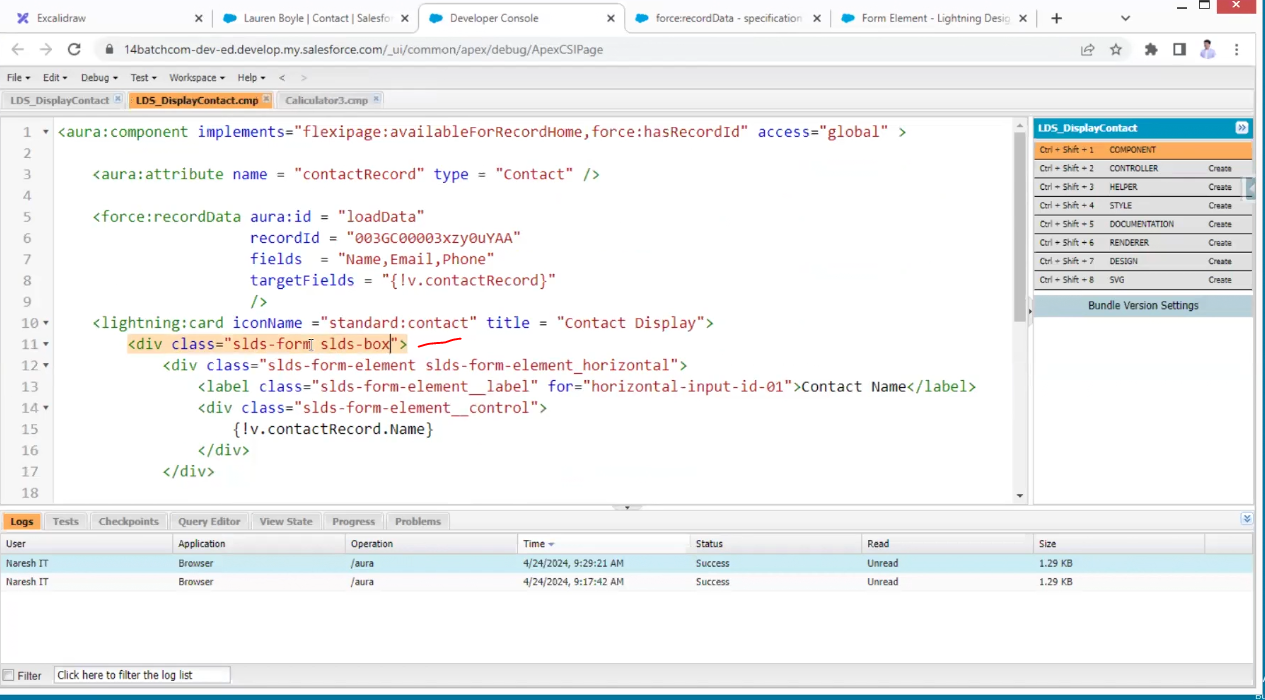 Excalidraw
Lauren Boyle | Contact | Salesfo
Developer Console
force:recordData - specification
Form Element - Lightning Desig
14batchcom-dev-ed.develop.my.salesforce.com/_ui/common/apex/debug/ApexCSIPage
File Edit Debug Test Workspace Help < >
LDS_DisplayContact LDS_DisplayContact.cmp Caliculator3.cmp
1 <aura:component implements="flexipage:availableForRecordHome,force:hasRecordId" access="global" >
2
3 <aura:attribute name = "contactRecord" type = "Contact" />
4
5 <force:recordData aura:id = "loadData"
6 recordId = "003GC00003xzy0uYAA"
7 fields = "Name,Email,Phone"
8 targetFields = "{!v.contactRecord}"
9 />
10 <lightning:card iconName ="standard:contact" title = "Contact Display">
11 <div class="slds-form slds-box">
12 <div class="slds-form-element slds-form-element_horizontal">
13 <label class="slds-form-element__label" for="horizontal-input-id-01">Contact Name</label>
14 <div class="slds-form-element__control">
15 {!v.contactRecord.Name}
16 </div>
17 </div>
18
LDS_DisplayContact
Ctrl + Shift + 1 COMPONENT
Ctrl + Shift + 2 CONTROLLER Create
Ctrl + Shift + 3 HELPER Create
Ctrl + Shift + 4 STYLE Create
Ctrl + Shift + 5 DOCUMENTATION Create
Ctrl + Shift + 6 RENDERER Create
Ctrl + Shift + 7 DESIGN Create
Ctrl + Shift + 8 SVG Create
Bundle Version Settings
Logs Tests Checkpoints Query Editor View State Progress Problems
User Application Operation Time Status Read Size
Naresh IT Browser /aura 4/24/2024, 9:29:21 AM Success Unread 1.29 KB
Naresh IT Browser /aura 4/24/2024, 9:17:42 AM Success Unread 1.29 KB
Filter Click here to filter the log list